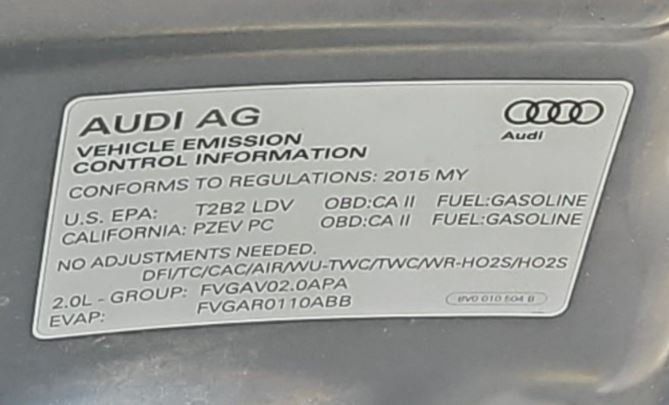 AUDI AG
Audi
VEHICLE EMISSION
CONTROL INFORMATION
CONFORMS TO REGULATIONS: 2015 MY
U.S. EPA: T2B2 LDV OBD:CA II FUEL:GASOLINE
CALIFORNIA: PZEV PC OBD:CA II FUEL:GASOLINE
NO ADJUSTMENTS NEEDED.
DFI/TC/CAC/AIR/WU-TWC/TWC/WR-HO2S/HO2S
2.0L - GROUP: FVGAV02.0APA
EVAP: FVGAR0110ABB
8V0 010 504 B